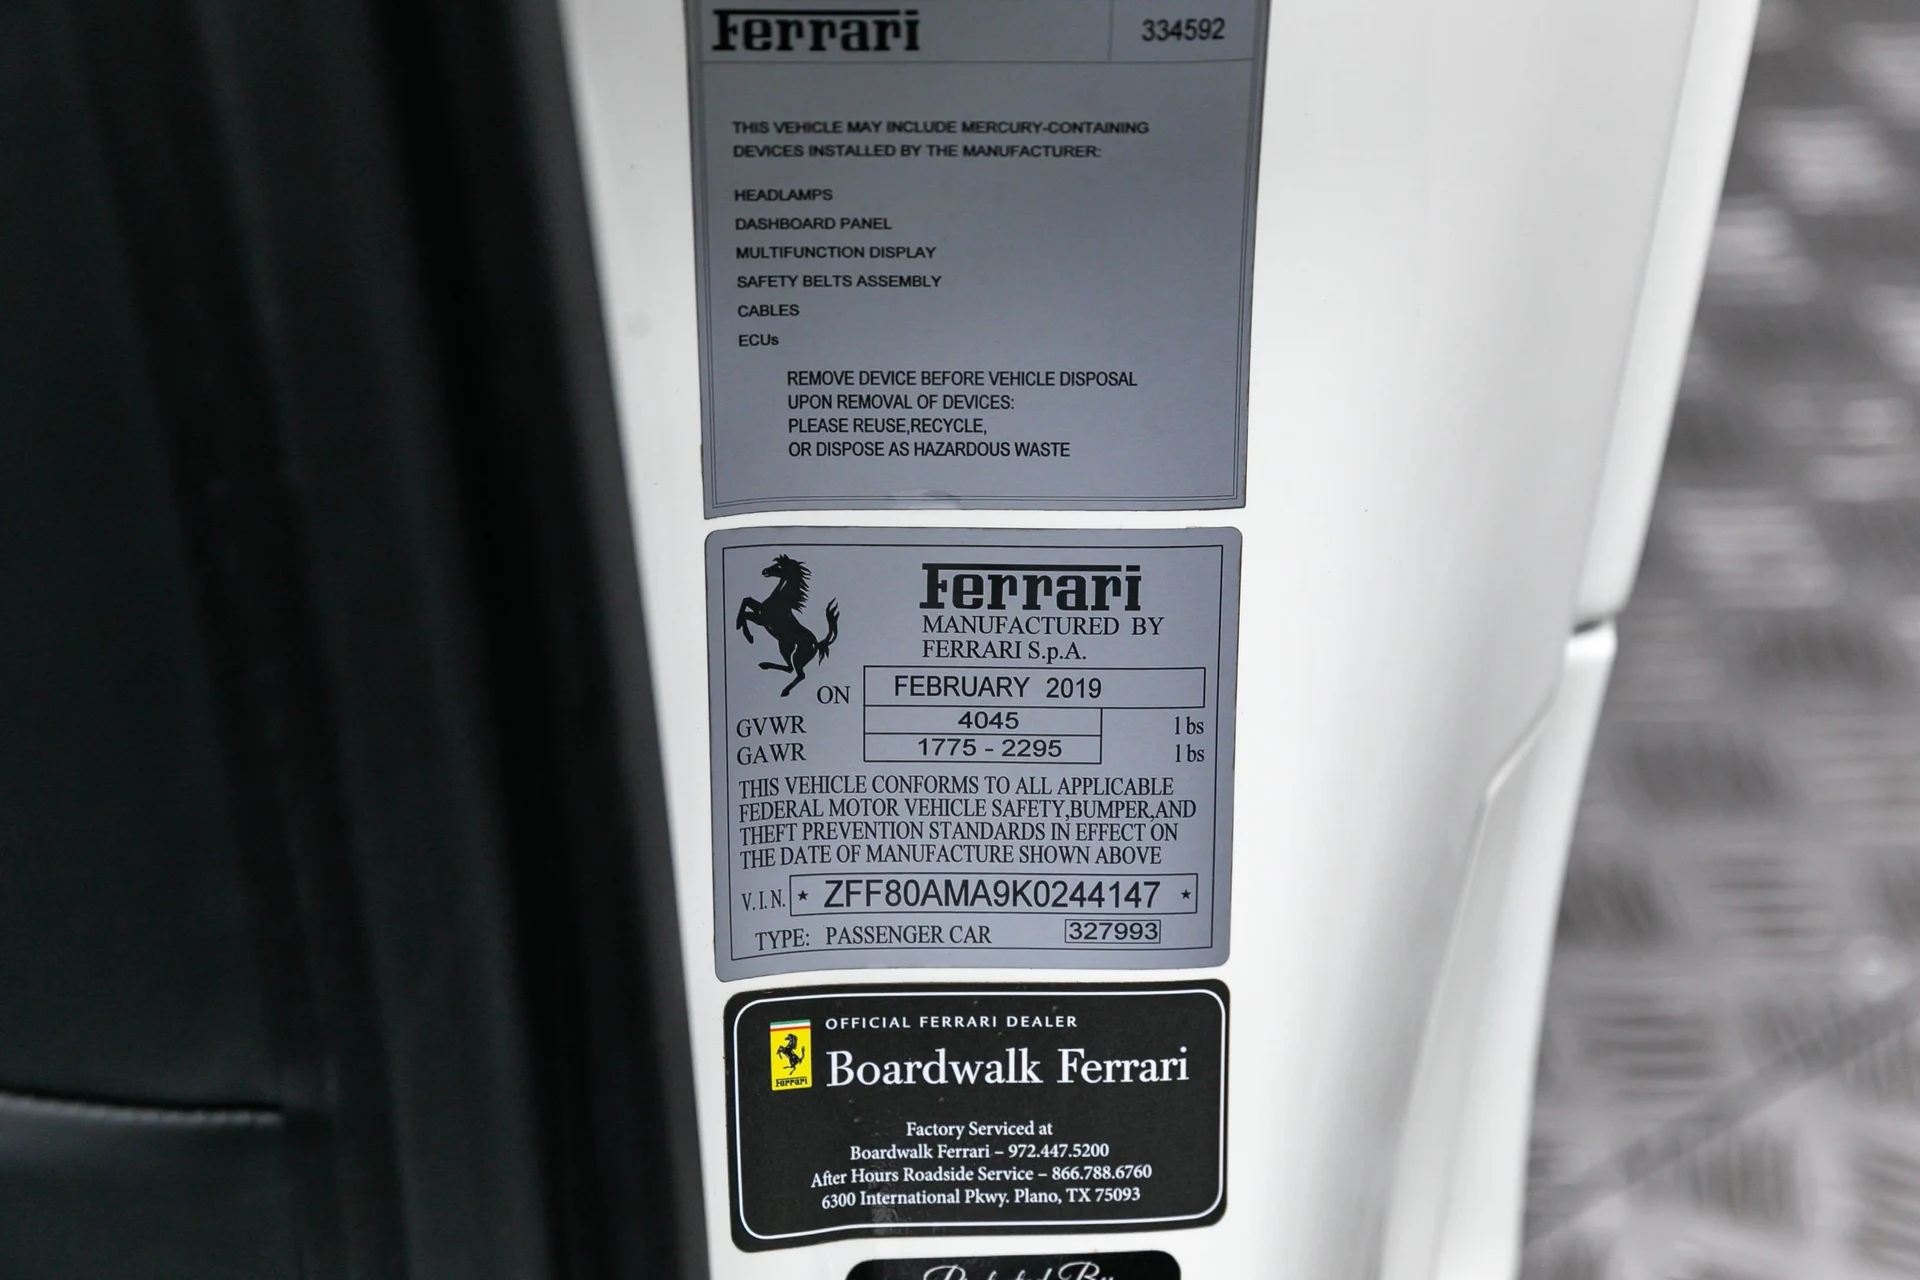 Ferrari 334592
THIS VEHICLE MAY INCLUDE MERCURY-CONTAINING
DEVICES INSTALLED BY THE MANUFACTURER:
HEADLAMPS
DASHBOARD PANEL
MULTIFUNCTION DISPLAY
SAFETY BELTS ASSEMBLY
CABLES
ECUs
REMOVE DEVICE BEFORE VEHICLE DISPOSAL
UPON REMOVAL OF DEVICES:
PLEASE REUSE,RECYCLE,
OR DISPOSE AS HAZARDOUS WASTE
Ferrari
MANUFACTURED BY
FERRARI S.p.A.
ON FEBRUARY 2019
GVWR 4045 lbs
GAWR 1775 - 2295 lbs
THIS VEHICLE CONFORMS TO ALL APPLICABLE
FEDERAL MOTOR VEHICLE SAFETY,BUMPER,AND
THEFT PREVENTION STANDARDS IN EFFECT ON
THE DATE OF MANUFACTURE SHOWN ABOVE
V.I.N. * ZFF80AMA9K0244147 *
TYPE: PASSENGER CAR 327993
OFFICIAL FERRARI DEALER
Ferrari
Boardwalk Ferrari
Factory Serviced at
Boardwalk Ferrari – 972.447.5200
After Hours Roadside Service – 866.788.6760
6300 International Pkwy. Plano, TX 75093
Protected By